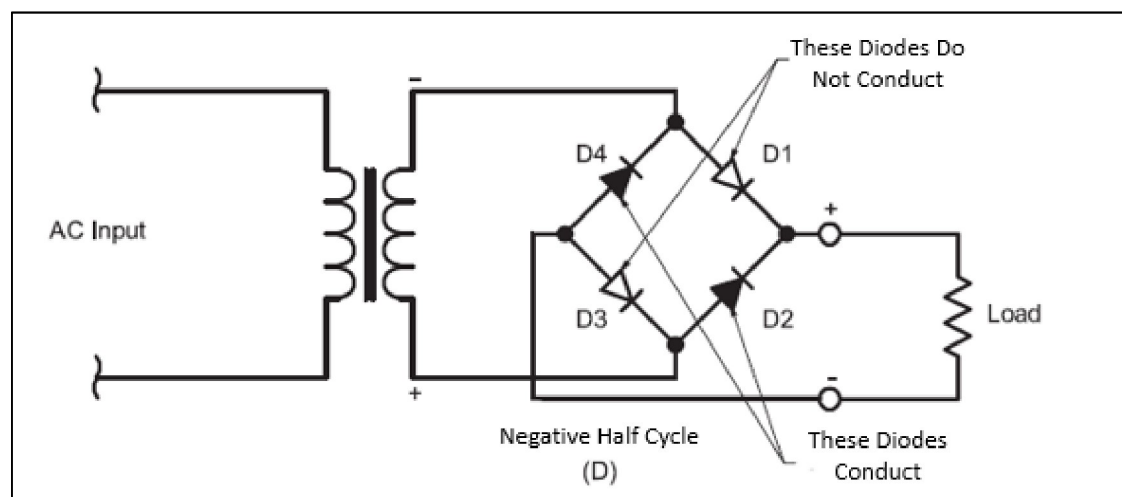 These Diodes Do
Not Conduct
-
D4
D1
AC Input
+
D3
D2
Load
+
-
Negative Half Cycle
(D)
These Diodes
Conduct